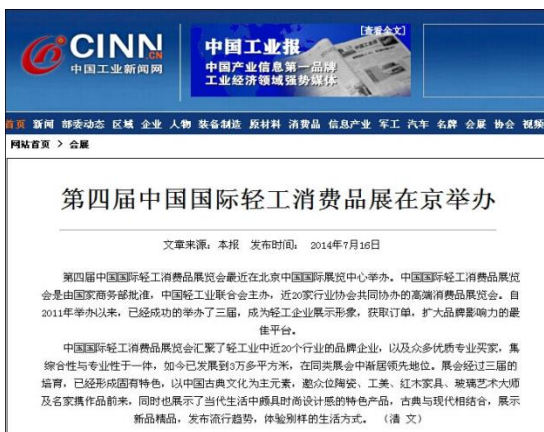 CINN.CN
中国工业新闻网
[查看全文]
中国工业报
中国产业信息第一品牌
工业经济领域强势媒体
首页 新闻 部委动态 区域 企业 人物 装备制造 原材料 消费品 信息产业 军工 汽车 名牌 会展 协会 视频
网站首页 > 会展
第四届中国国际轻工消费品展在京举办
文章来源: 本报 发布时间: 2014年7月16日
第四届中国国际轻工消费品展览会最近在北京中国国际展览中心举办。中国国际轻工消费品展览
会是由国家商务部批准，中国轻工业联合会主办，近20家行业协会共同协办的高端消费品展览会。自
2011年举办以来，已经成功的举办了三届，成为轻工企业展示形象，获取订单，扩大品牌影响力的最
佳平台。
中国国际轻工消费品展览会汇聚了轻工业中近20个行业的品牌企业，以及众多优质专业买家，集
综合性与专业性于一体，如今已发展到3万多平方米，在同类展会中渐居领先地位。展会经过三届的
培育，已经形成固有特色，以中国古典文化为主元素，邀众位陶瓷、工美、红木家具、玻璃艺术大师
及名家携作品前来，同时也展示了当代生活中颇具时尚设计感的特色产品，古典与现代相结合，展示
新品精品，发布流行趋势，体验别样的生活方式。 （清 文）